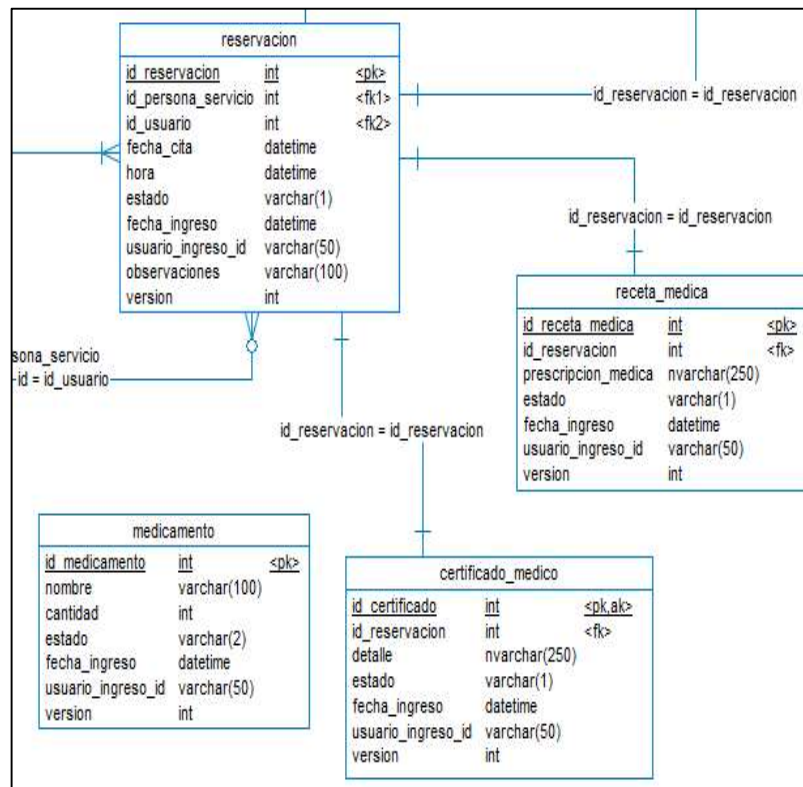 reservacion
id_reservacion int <pk>
id_persona_servicio int <fk1>
id_usuario int <fk2>
fecha_cita datetime
hora datetime
estado varchar(1)
fecha_ingreso datetime
usuario_ingreso_id varchar(50)
observaciones varchar(100)
version int
id_reservacion = id_reservacion
id_reservacion = id_reservacion
receta_medica
id_receta_medica int <pk>
id_reservacion int <fk>
prescripcion_medica nvarchar(250)
estado varchar(1)
fecha_ingreso datetime
usuario_ingreso_id varchar(50)
version int
sona_servicio
id = id_usuario
id_reservacion = id_reservacion
medicamento
id_medicamento int <pk>
nombre varchar(100)
cantidad int
estado varchar(2)
fecha_ingreso datetime
usuario_ingreso_id varchar(50)
version int
certificado_medico
id_certificado int <pk,ak>
id_reservacion int <fk>
detalle nvarchar(250)
estado varchar(1)
fecha_ingreso datetime
usuario_ingreso_id varchar(50)
version int